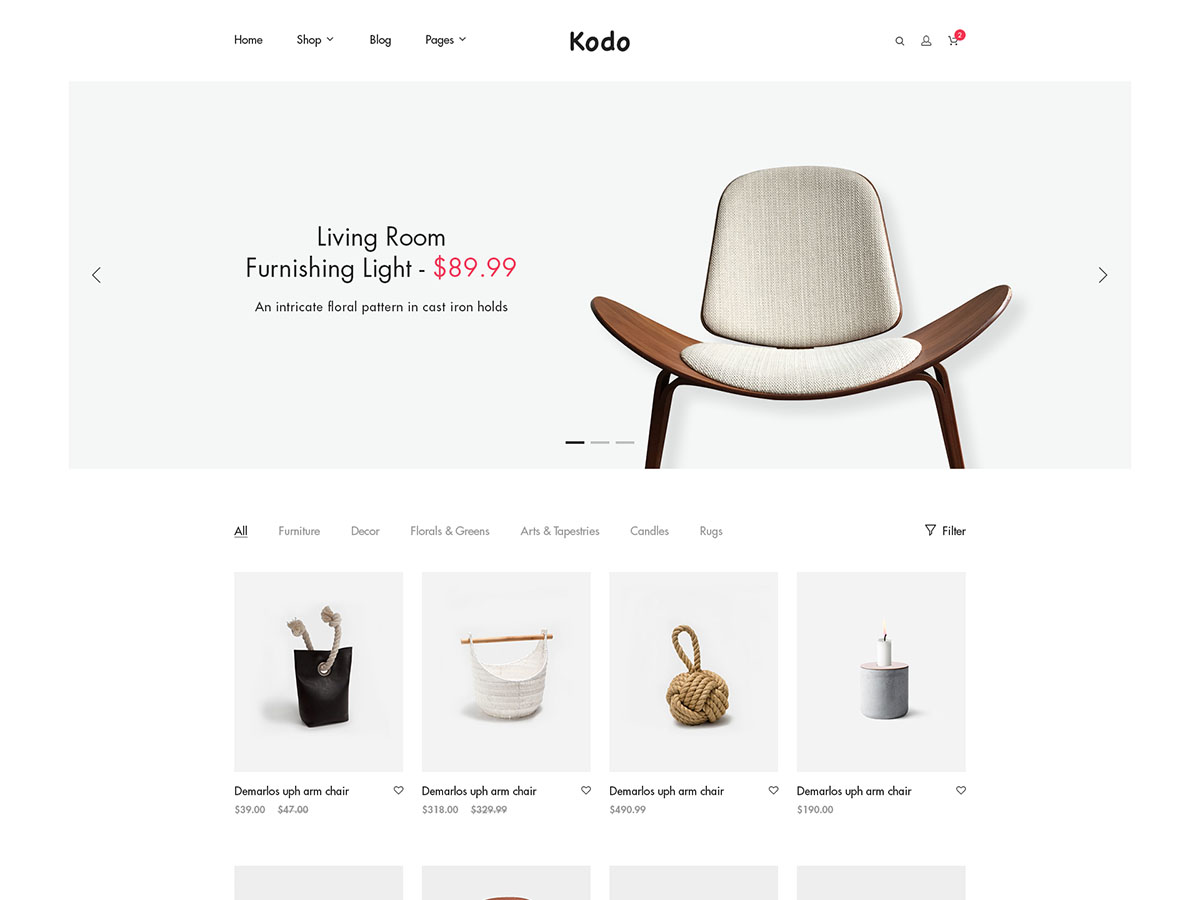 Home Shop Blog Pages Kodo 2
Living Room
Furnishing Light - $89.99
An intricate floral pattern in cast iron holds
All Furniture Decor Florals & Greens Arts & Tapestries Candles Rugs Filter
Demarlos uph arm chair Demarlos uph arm chair Demarlos uph arm chair Demarlos uph arm chair
$39.00 $47.00 $318.00 $329.99 $490.99 $190.00